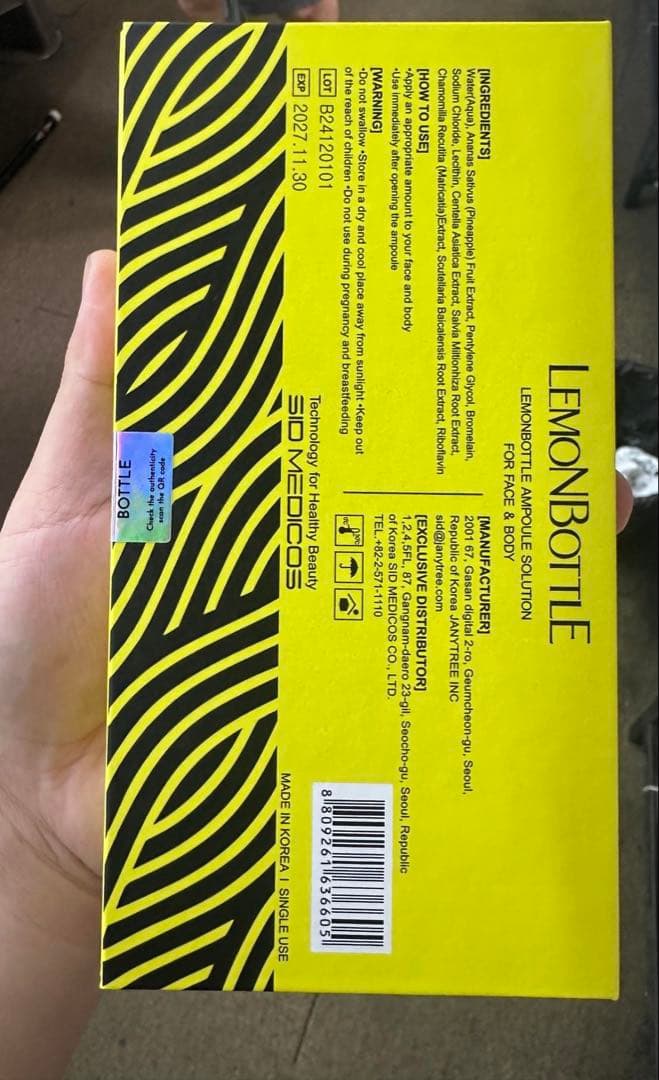 LEMONBOTTLE
LEMONBOTTLE AMPOULE SOLUTION
FOR FACE & BODY
[INGREDIENTS]
Water(Aqua), Ananas Sativus (Pineapple) Fruit Extract, Pentylene Glycol, Bromelain,
Sodium Chloride, Lecithin, Centella Asiatica Extract, Salvia Miltiorrhiza Root Extract,
Chamomilla Recutita (Matricatia)Extract, Scutellaria Baicalensis Root Extract, Riboflavin
[HOW TO USE]
•Apply an appropriate amount to your face and body
•Use immediately after opening the ampoule
[WARNING]
•Do not swallow •Store in a dry and cool place away from sunlight •Keep out
of the reach of children •Do not use during pregnancy and breastfeeding
LOT B24120101
EXP 2027.11.30
[MANUFACTURER]
2001 67, Gasan digital 2-ro, Geumcheon-gu, Seoul,
Republic of Korea JANYTREE INC
sid@janytree.com
[EXCLUSIVE DISTRIBUTOR]
1,2,4,5FL, 87, Gangnam-daero 23-gil, Seocho-gu, Seoul, Republic
of Korea SID MEDICOS CO., LTD.
TEL.+82-2-571-1110
Technology for Healthy Beauty
SID MEDICOS
8 809261 636605
MADE IN KOREA | SINGLE USE
Check the authenticity
scan the QR code
BOTTLE